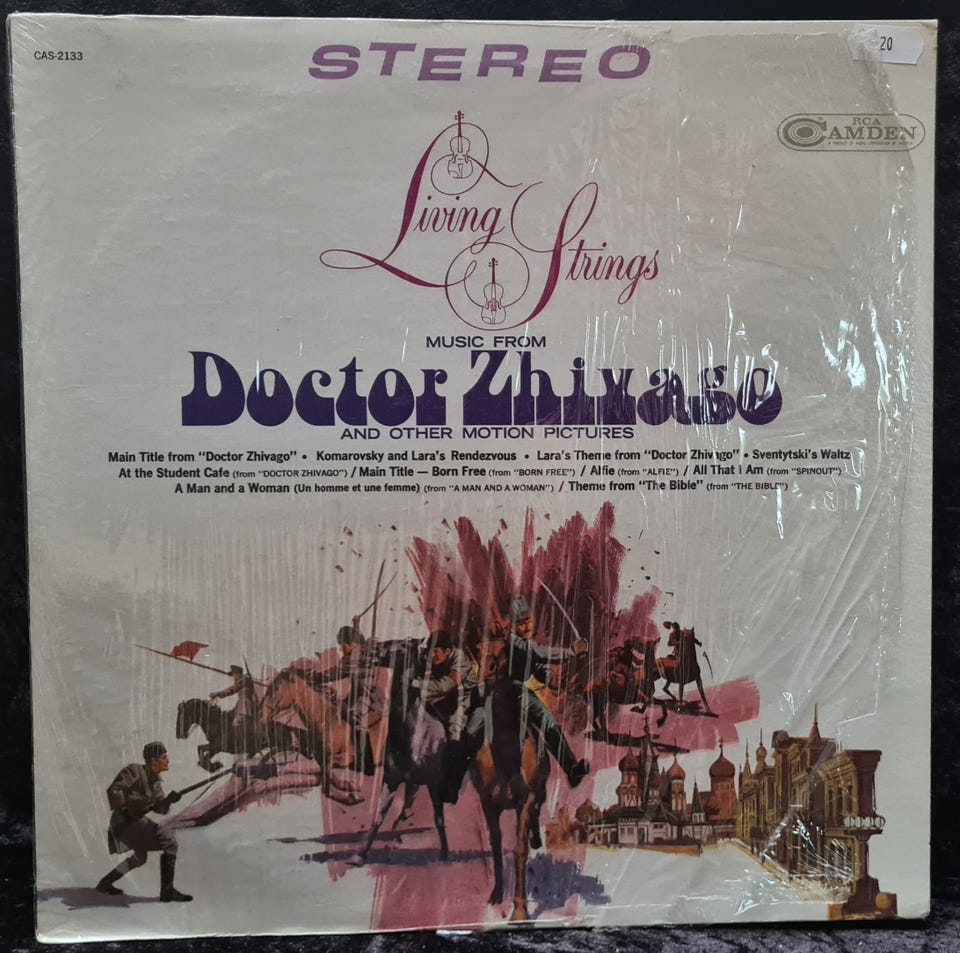 CAS-2133
STEREO
20
RCA
CAMDEN
Living Strings
MUSIC FROM
Doctor Zhivago
AND OTHER MOTION PICTURES
Main Title from "Doctor Zhivago" • Komarovsky and Lara's Rendezvous • Lara's Theme from "Doctor Zhivago" • Sventytski's Waltz
At the Student Cafe (from "DOCTOR ZHIVAGO") / Main Title — Born Free (from "BORN FREE") / Alfie (from "ALFIE") / All That I Am (from "SPINOUT")
A Man and a Woman (Un homme et une femme) (from "A MAN AND A WOMAN") / Theme from "The Bible" (from "THE BIBLE")